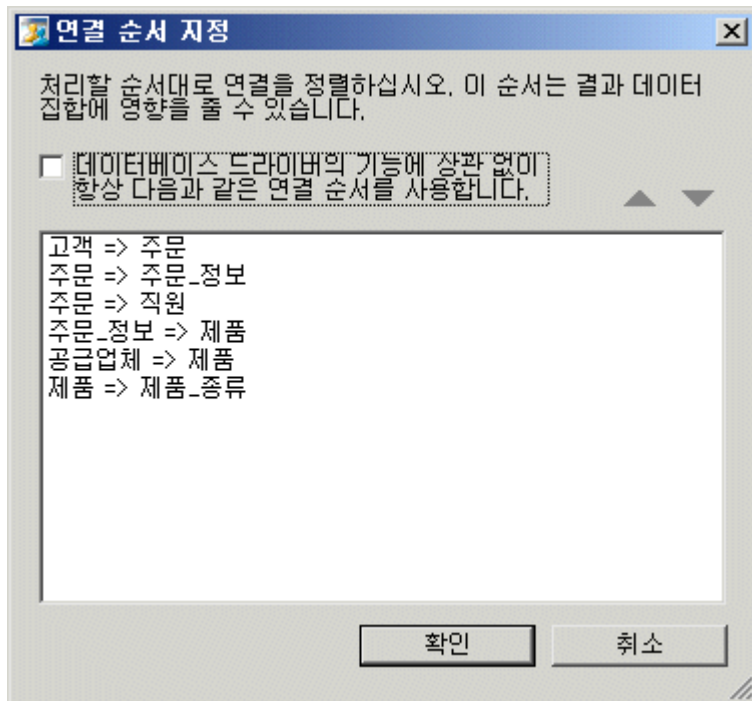 연결 순서 지정
처리할 순서대로 연결을 정렬하십시오. 이 순서는 결과 데이터
집합에 영향을 줄 수 있습니다.
데이터베이스 드라이버의 기능에 상관 없이
항상 다음과 같은 연결 순서를 사용합니다.
고객 => 주문
주문 => 주문_정보
주문 => 직원
주문_정보 => 제품
공급업체 => 제품
제품 => 제품_종류
확인
취소